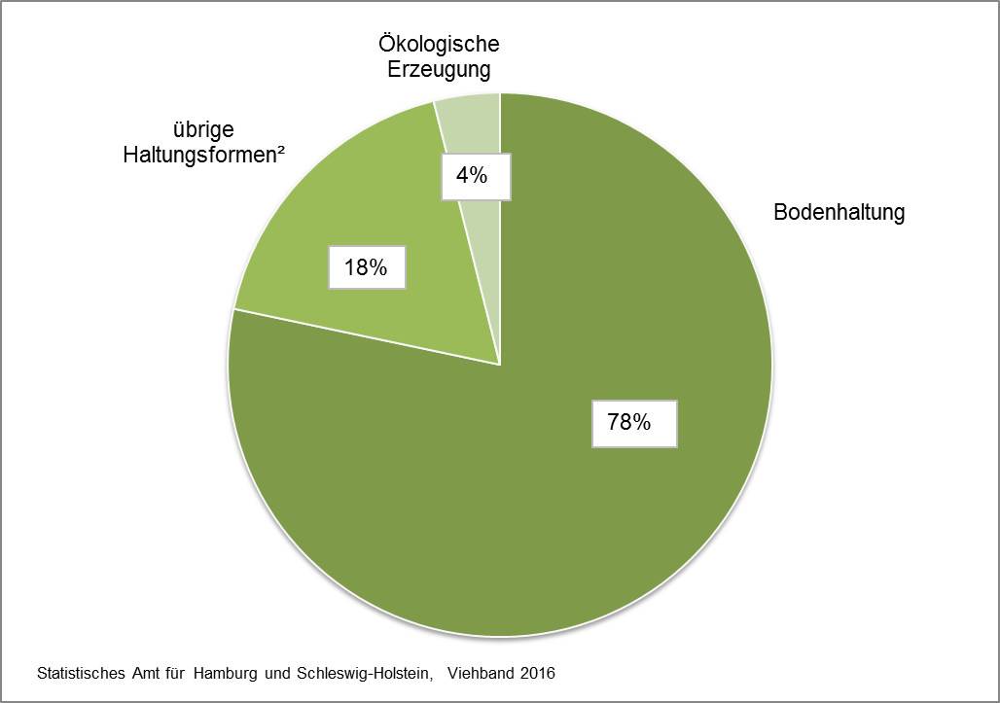 Ökologische
Erzeugung
übrige
Haltungsformen²
4%
Bodenhaltung
18%
78%
Statistisches Amt für Hamburg und Schleswig-Holstein, Viehband 2016